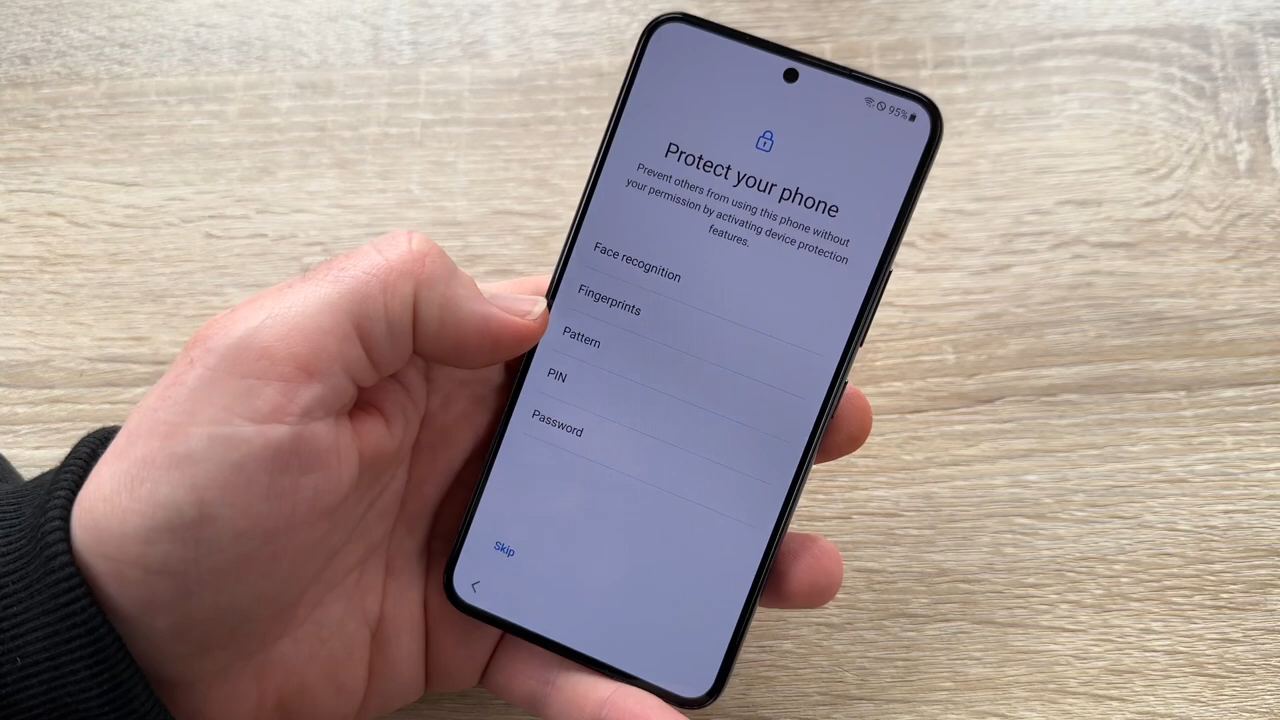 95%
Protect your phone
Prevent others from using this phone without
your permission by activating device protection
features.
Face recognition
Fingerprints
Pattern
PIN
Password
Skip